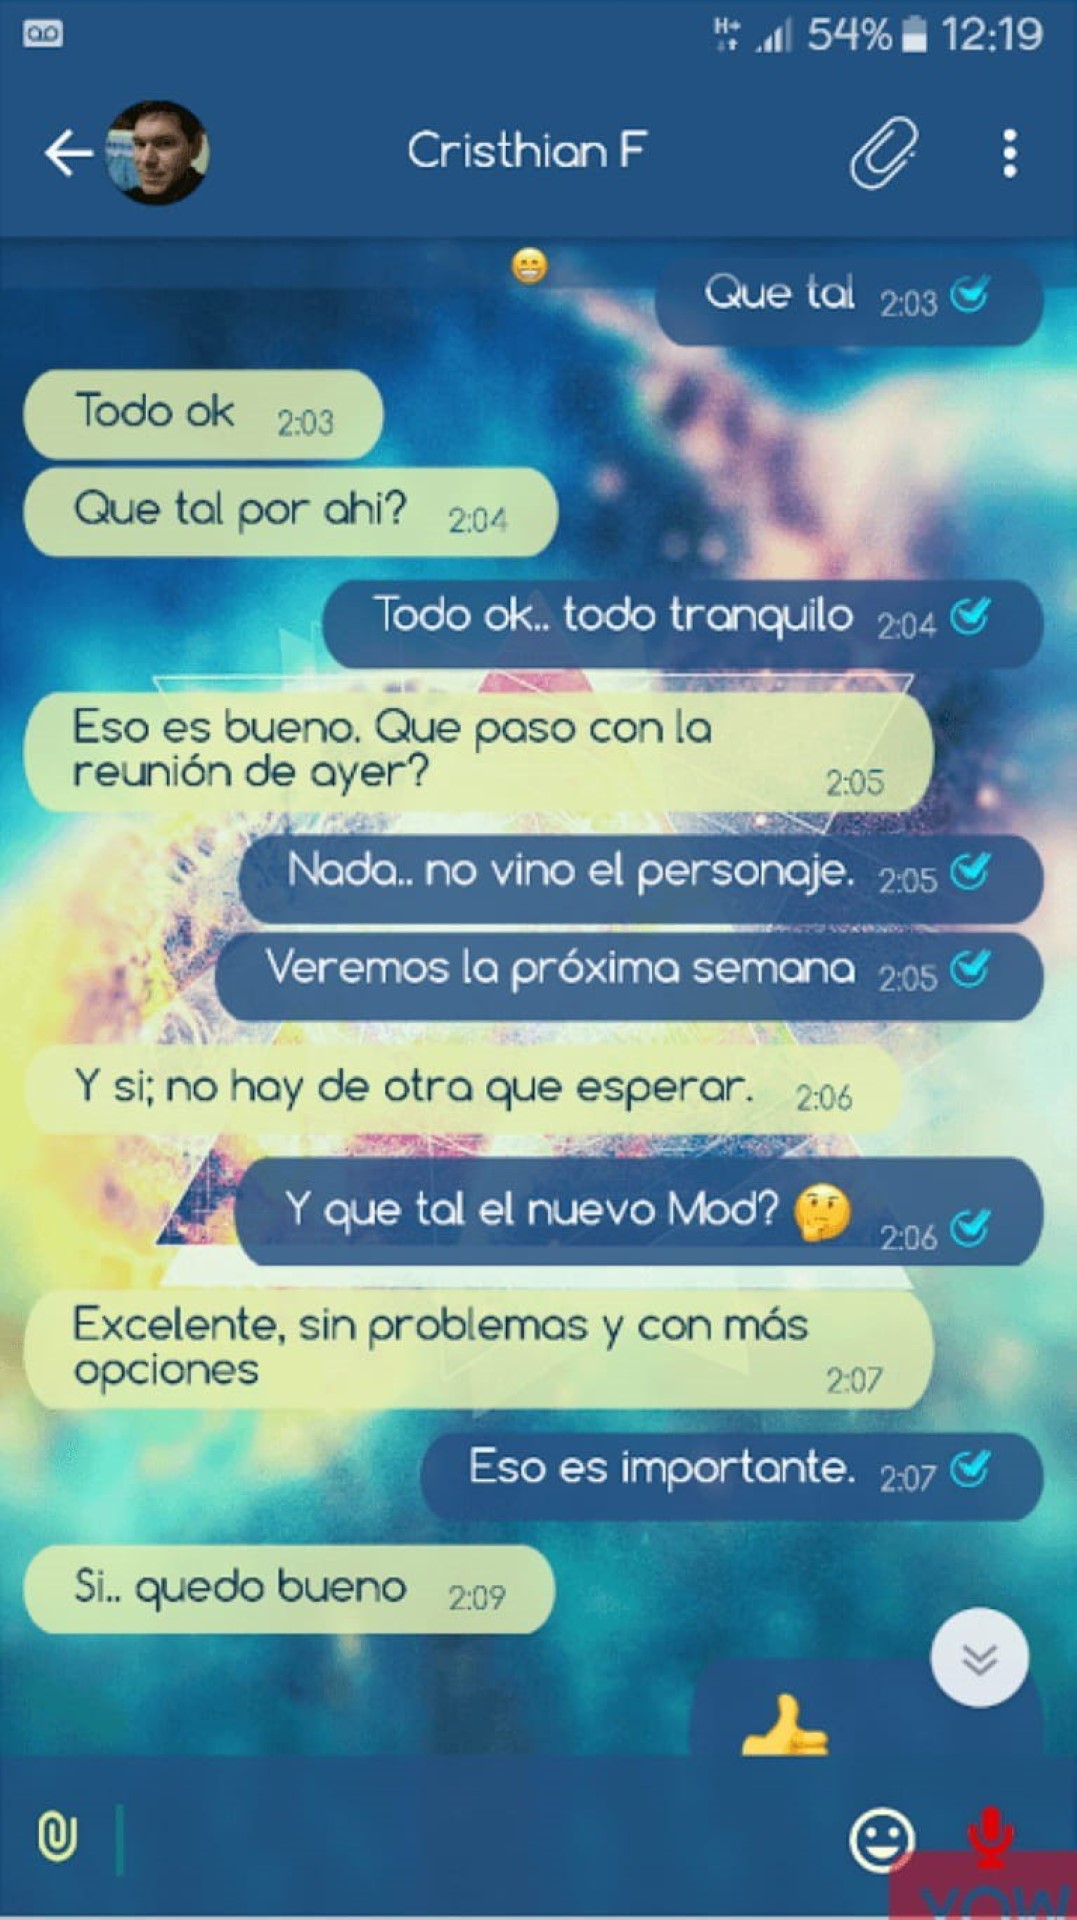 H+ 54% 12:19
Cristhian F
Que tal 2:03
Todo ok 2:03
Que tal por ahi? 2:04
Todo ok.. todo tranquilo 2:04
Eso es bueno. Que paso con la
reunión de ayer? 2:05
Nada.. no vino el personaje. 2:05
Veremos la próxima semana 2:05
Y si; no hay de otra que esperar. 2:06
Y que tal el nuevo Mod? 🤔 2:06
Excelente, sin problemas y con más
opciones 2:07
Eso es importante. 2:07
Si.. quedo bueno 2:09
YOW